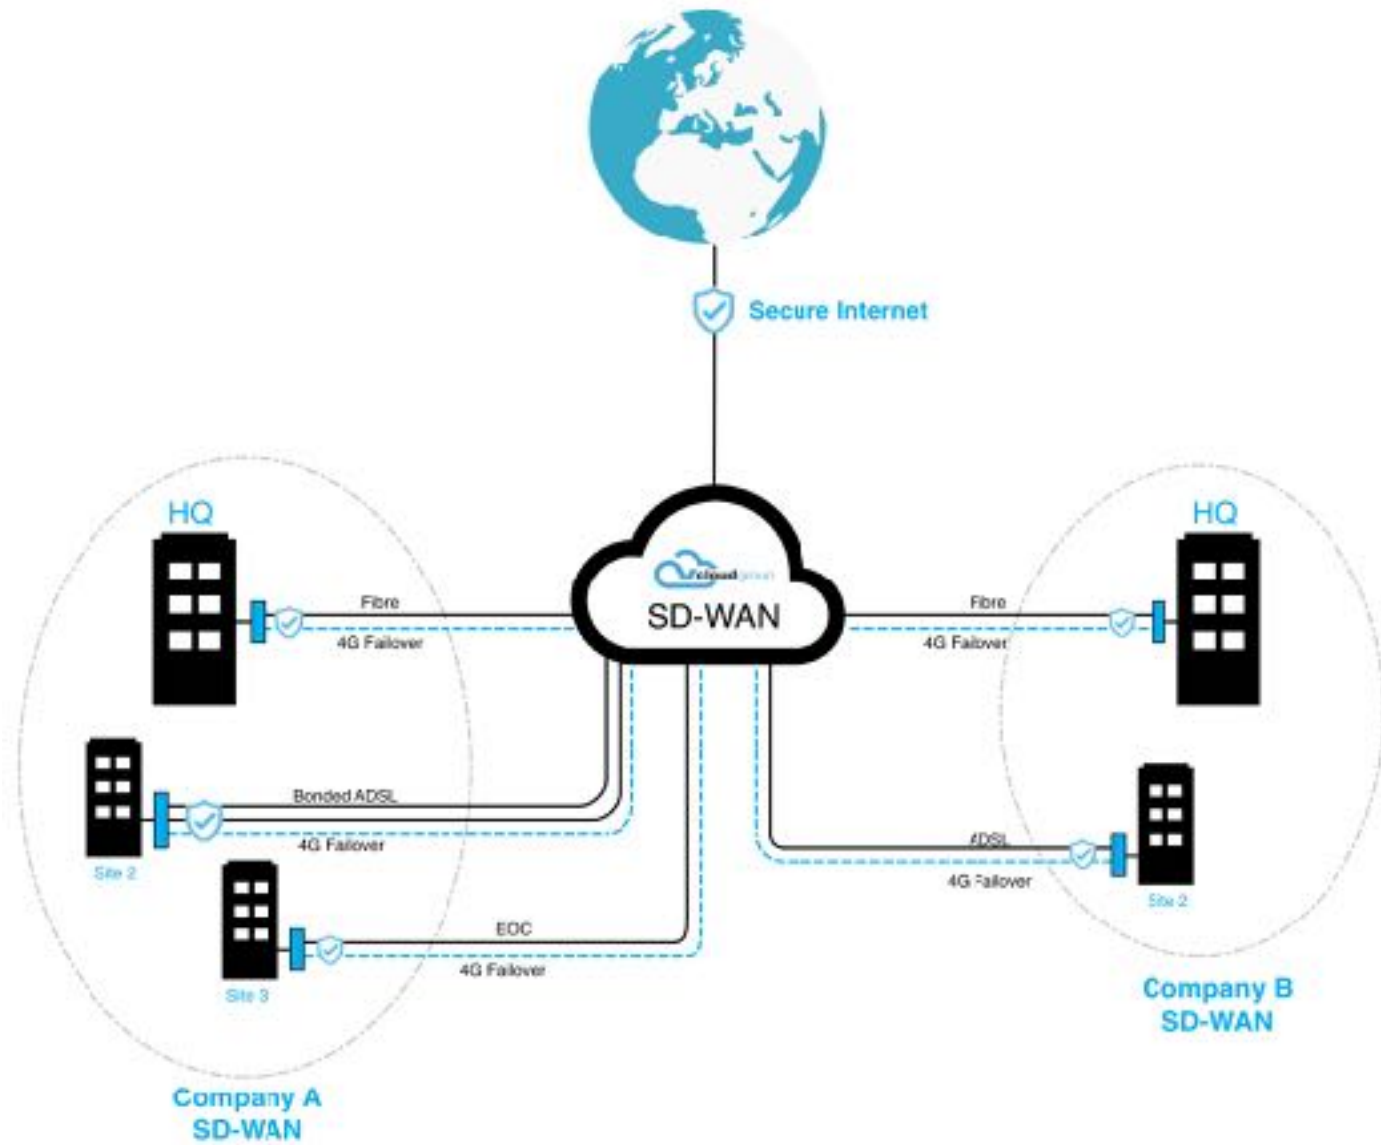 Secure Internet
HQ
HQ
SD-WAN
Fibre
4G Failover
Fibre
4G Failover
Bonded ADSL
4G Failover
Site 2
ADSL
4G Failover
Site 2
EOC
4G Failover
Site 3
Company B
SD-WAN
Company A
SD-WAN